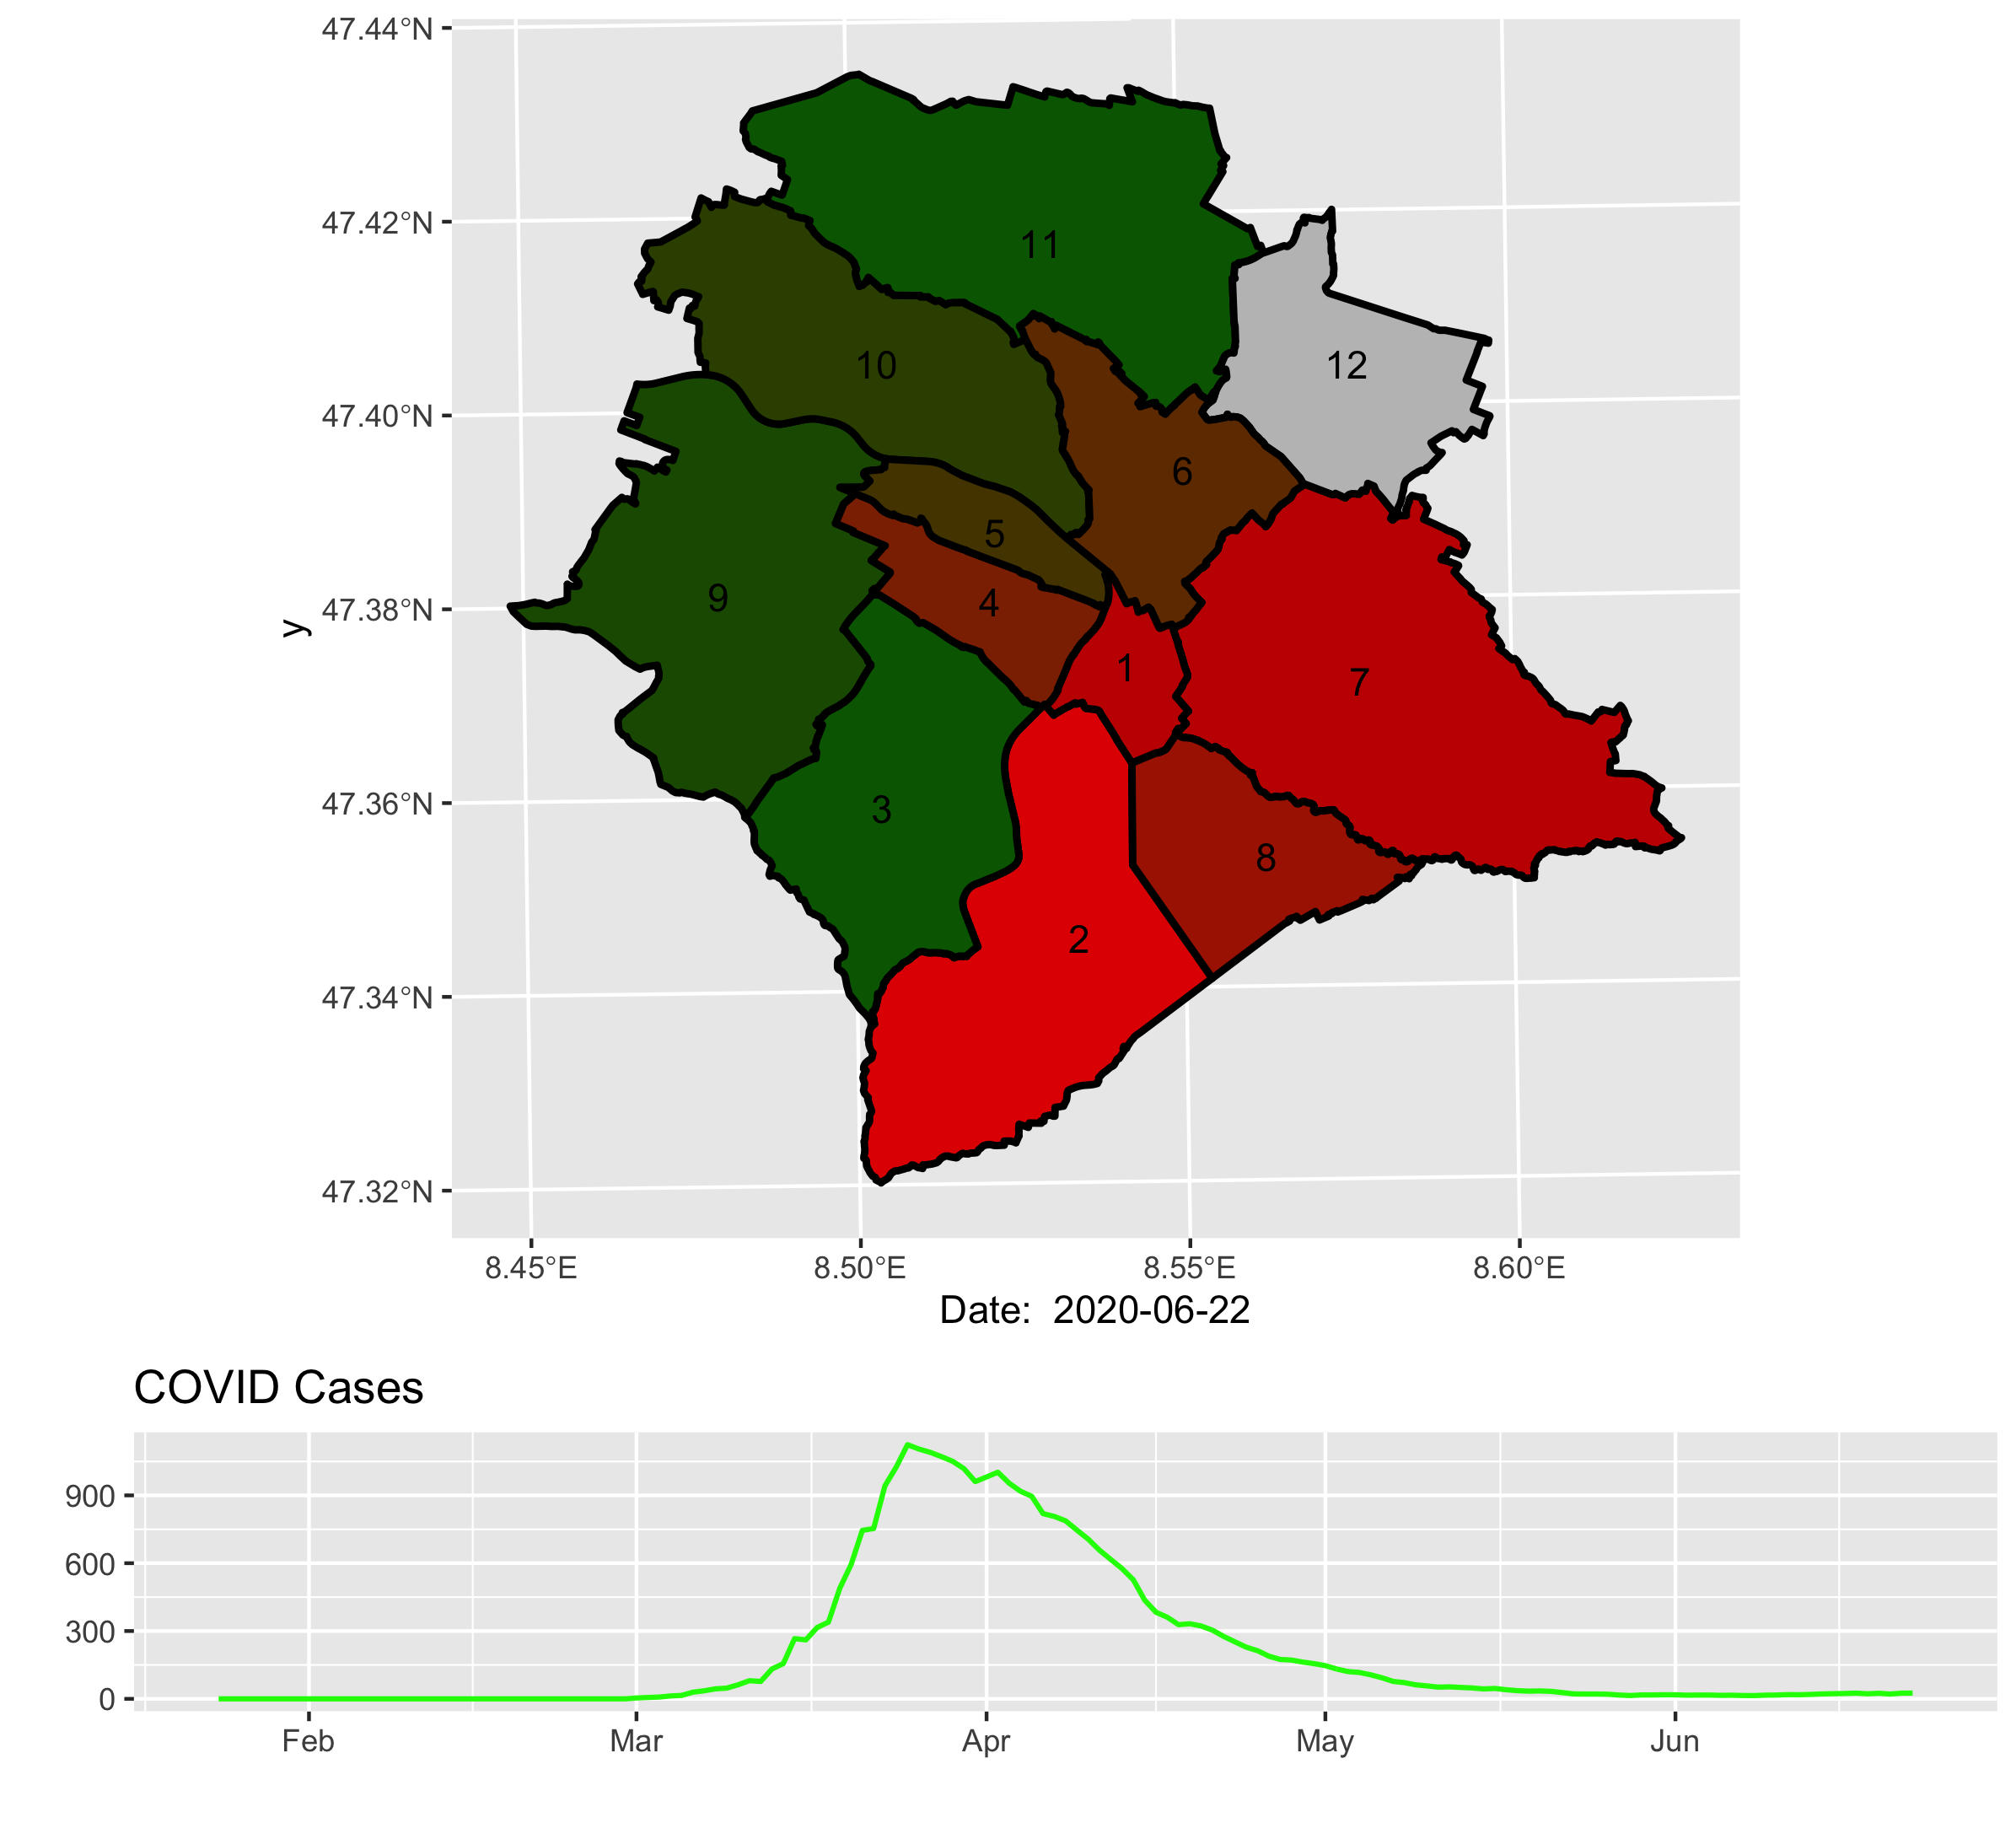 47.44°N
47.42°N
47.40°N
47.38°N
47.36°N
47.34°N
47.32°N
y
11
12
10
6
5
4
9
1
7
3
8
2
8.45°E 8.50°E 8.55°E 8.60°E
Date: 2020-06-22
COVID Cases
900
600
300
0
Feb Mar Apr May Jun